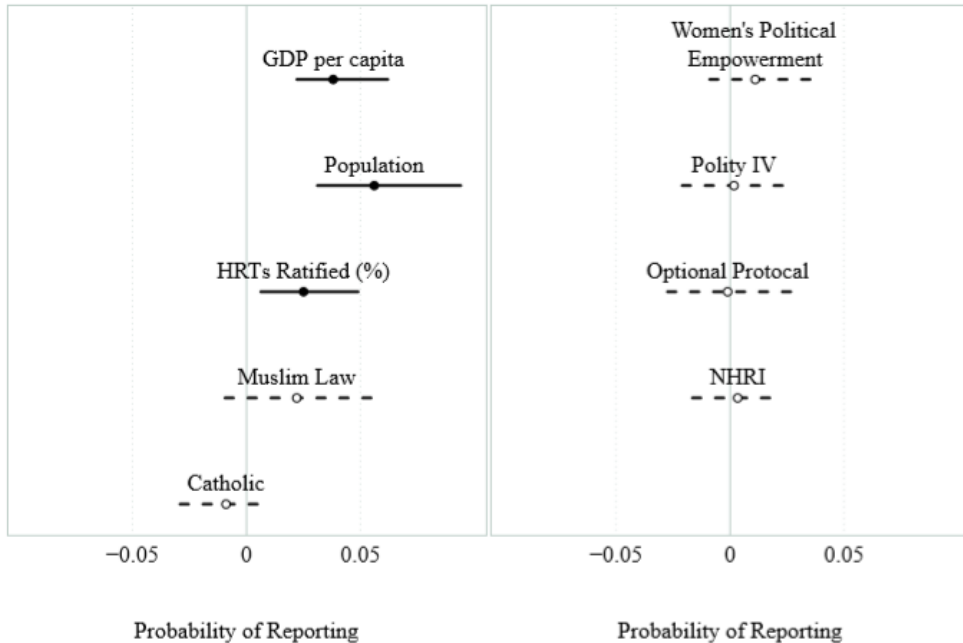 GDP per capita
Population
HRTs Ratified (%)
Muslim Law
Catholic
−0.05 0 0.05
Probability of Reporting
Women's Political
Empowerment
Polity IV
Optional Protocal
NHRI
−0.05 0 0.05
Probability of Reporting